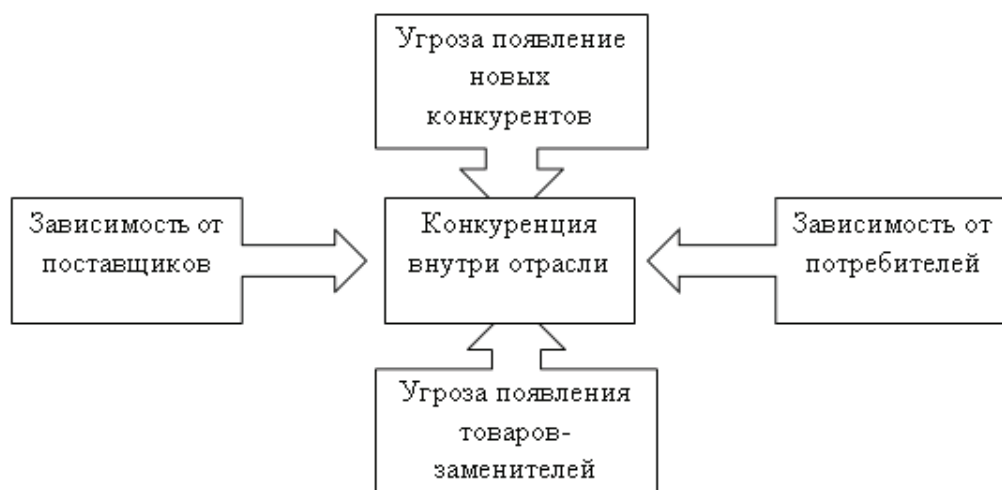 Угроза появление
новых
конкурентов
Зависимость от
поставщиков
Конкуренция
внутри отрасли
Зависимость от
потребителей
Угроза появления
товаров-
заменителей